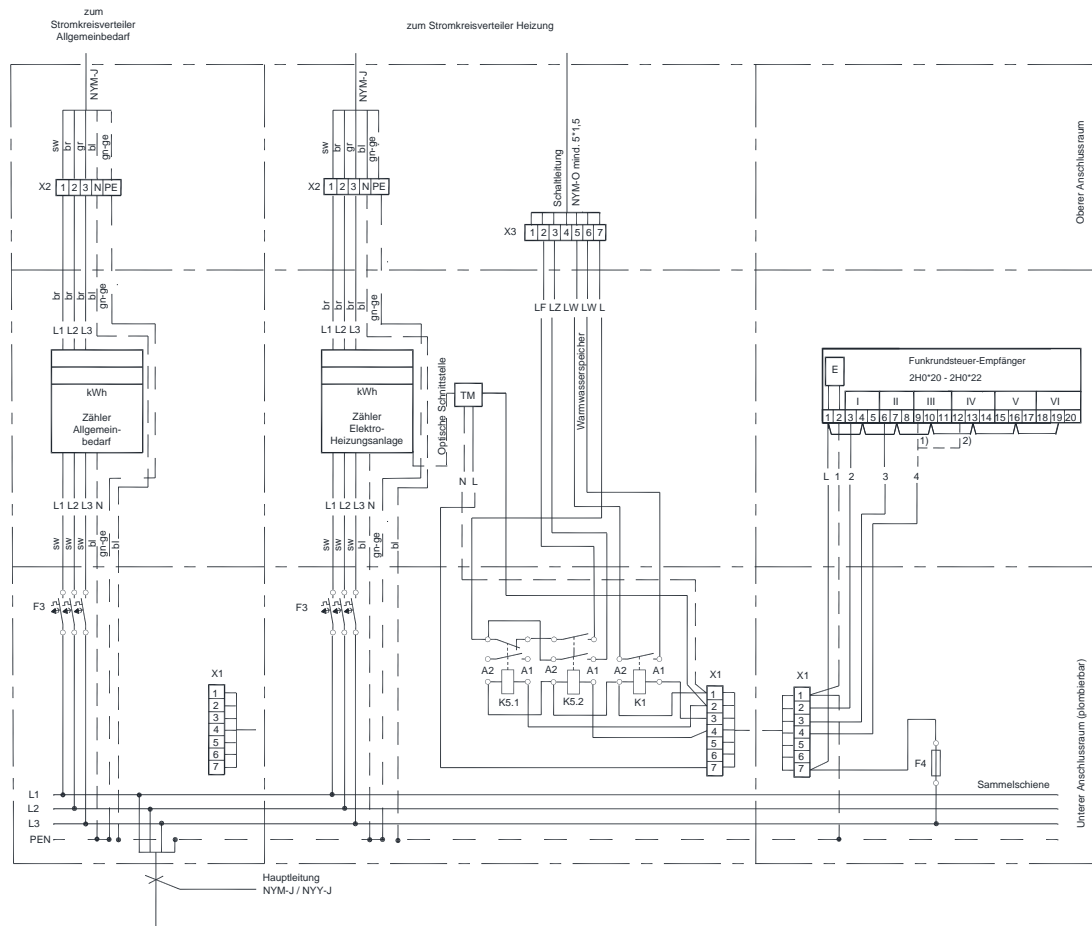 zum
Stromkreisverteiler
Allgemeinbedarf
zum Stromkreisverteiler Heizung
NYM-J
NYM-J
Schaltleitung
NYM-O mind. 5*1,5
Oberer Anschlussraum
sw br gr bl gn-ge
sw br gr bl gn-ge
X2 1 2 3 N PE
X2 1 2 3 N PE
X3 1 2 3 4 5 6 7
br br gr bl gn-ge
br br gr bl gn-ge
LF LZ LW LW L
L1 L2 L3
L1 L2 L3
Warmwasserspeicher
kWh
Zähler
Allgemein-
bedarf
kWh
Zähler
Elektro-
Heizungsanlage
Optische Schnittstelle
TM
N L
E
Funkrundsteuer-Empfänger
2H0*20 - 2H0*22
I II III IV V VI
1 2 3 4 5 6 7 8 9 10 11 12 13 14 15 16 17 18 19 20
1) 2)
L 1 2 3 4
L1 L2 L3 N
L1 L2 L3 N
sw sw sw bl gn-ge bl
sw sw sw bl gn-ge bl
F3
F3
A2 A1 A2 A1 A2 A1
K5.1 K5.2 K1
X1
1
2
3
4
5
6
7
X1
1
2
3
4
5
6
7
X1
1
2
3
4
5
6
7
F4
Unterer Anschlussraum (plombierbar)
Sammelschiene
L1
L2
L3
PEN
Hauptleitung
NYM-J / NYY-J